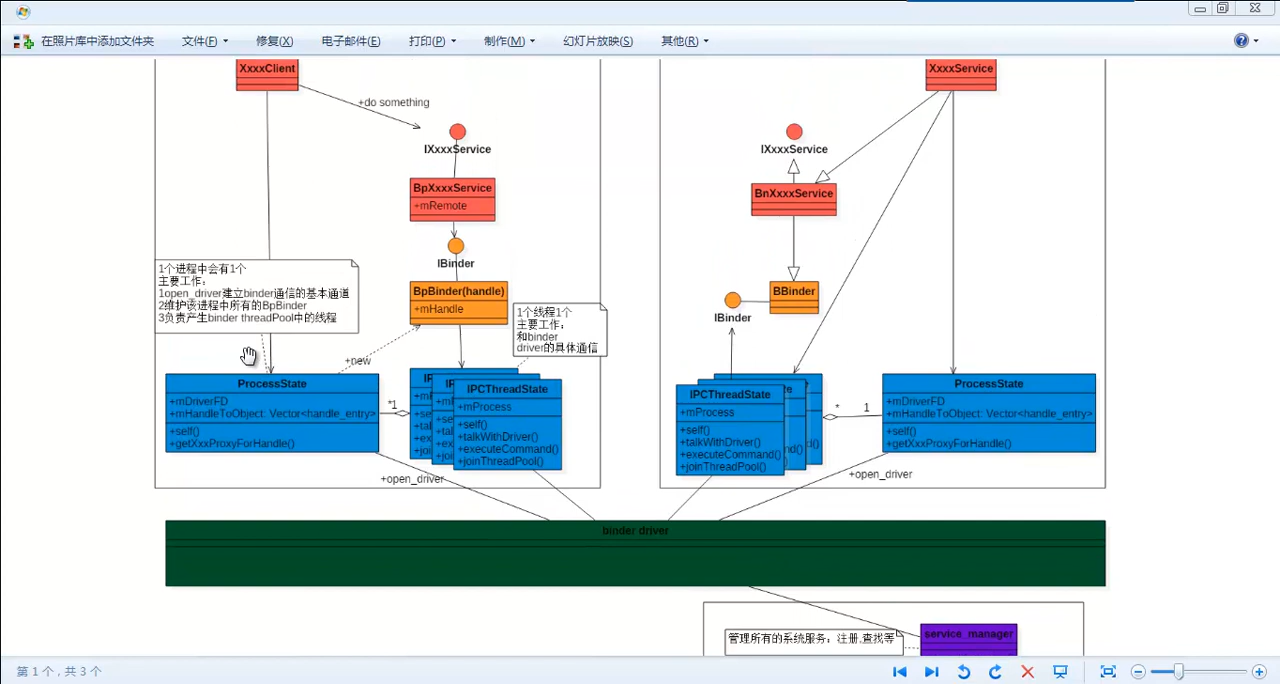 在照片库中添加文件夹 文件(F) 修复(X) 电子邮件(E) 打印(P) 制作(M) 幻灯片放映(S) 其他(R)
XxxxClient
+do something
IXxxxService
BpXxxxService
+mRemote
IBinder
BpBinder(handle)
+mHandle
1个进程中会有1个
主要工作：
1open_driver建立binder通信的基本通道
2维护该进程中所有的BpBinder
3负责产生binder threadPool中的线程
1个线程1个
主要工作：
和binder
driver的具体通信
+new
ProcessState
+mDriverFD
+mHandleToObject: Vector<handle_entry>
+self()
+getXxxProxyForHandle()
*1
IPCThreadState
+mProcess
+self()
+talkWithDriver()
+executeCommand()
+joinThreadPool()
+open_driver
XxxxService
IXxxxService
BnXxxxService
BBinder
IBinder
IPCThreadState
+mProcess
+self()
+talkWithDriver()
+executeCommand()
+joinThreadPool()
* 1
ProcessState
+mDriverFD
+mHandleToObject: Vector<handle_entry>
+self()
+getXxxProxyForHandle()
+open_driver
binder driver
管理所有的系统服务：注册,查找等
service_manager
第 1 个，共 3 个